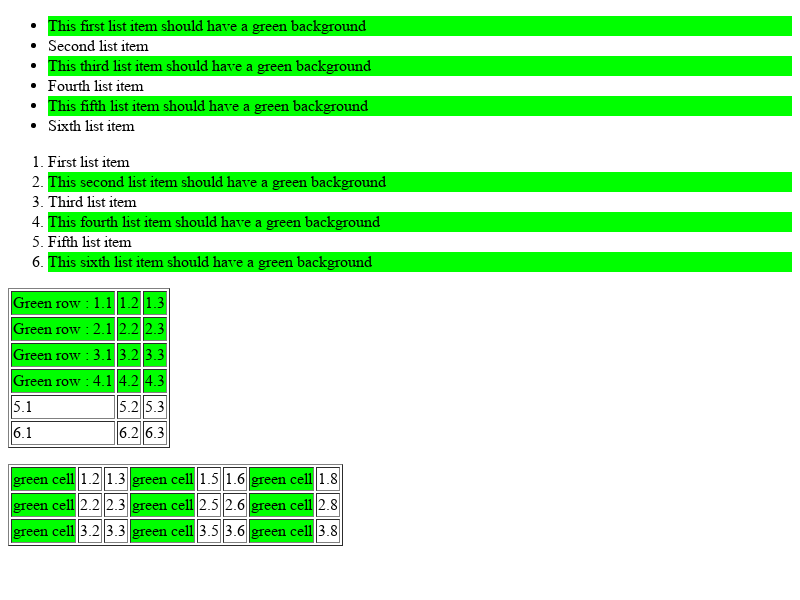 • This first list item should have a green background
• Second list item
• This third list item should have a green background
• Fourth list item
• This fifth list item should have a green background
• Sixth list item
1. First list item
2. This second list item should have a green background
3. Third list item
4. This fourth list item should have a green background
5. Fifth list item
6. This sixth list item should have a green background
Green row : 1.1 1.2 1.3
Green row : 2.1 2.2 2.3
Green row : 3.1 3.2 3.3
Green row : 4.1 4.2 4.3
5.1 5.2 5.3
6.1 6.2 6.3
green cell 1.2 1.3 green cell 1.5 1.6 green cell 1.8
green cell 2.2 2.3 green cell 2.5 2.6 green cell 2.8
green cell 3.2 3.3 green cell 3.5 3.6 green cell 3.8